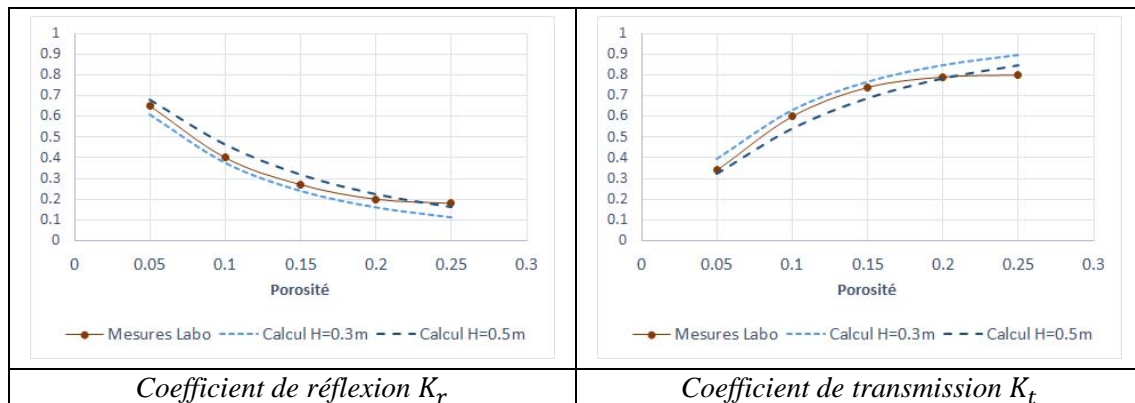 1
0.9
0.8
0.7
0.6
0.5
0.4
0.3
0.2
0.1
0
0 0.05 0.1 0.15 0.2 0.25 0.3
Porosité
Mesures Labo Calcul H=0.3m Calcul H=0.5m
Coefficient de réflexion K_r
1
0.9
0.8
0.7
0.6
0.5
0.4
0.3
0.2
0.1
0
0 0.05 0.1 0.15 0.2 0.25 0.3
Porosité
Mesures Labo Calcul H=0.3m Calcul H=0.5m
Coefficient de transmission K_t